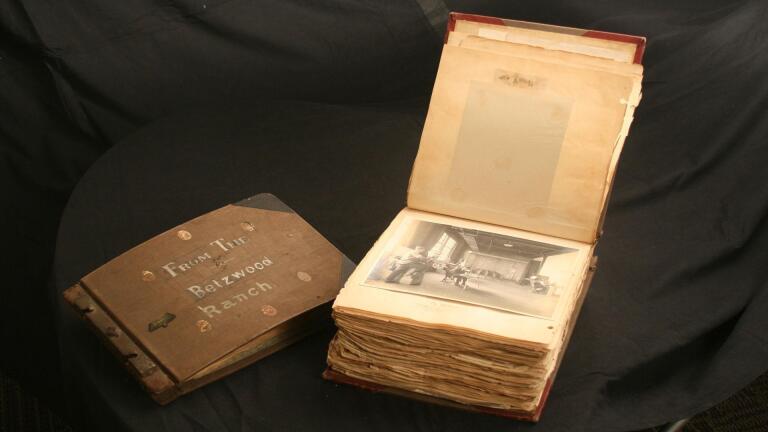 FROM THE
Betzwood
Ranch